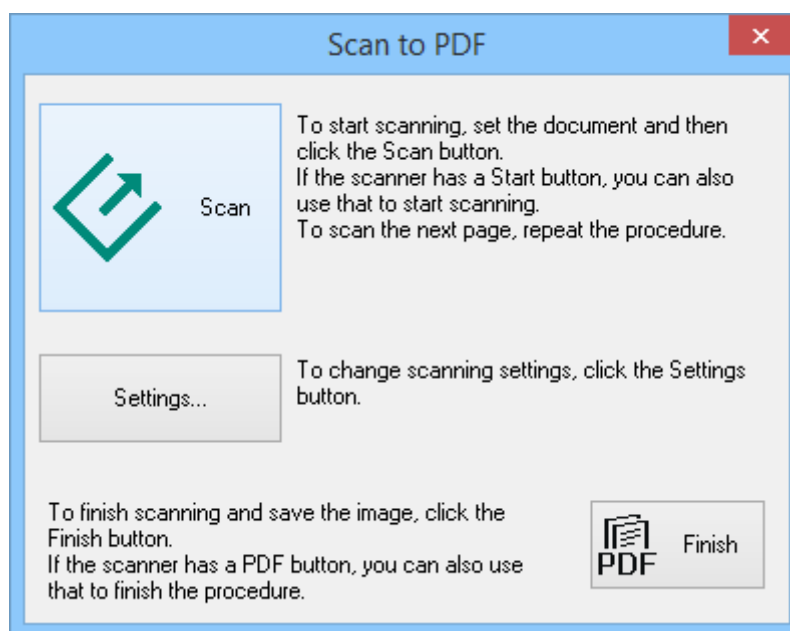 Scan to PDF
To start scanning, set the document and then
click the Scan button.
If the scanner has a Start button, you can also
use that to start scanning.
To scan the next page, repeat the procedure.
Scan
To change scanning settings, click the Settings
button.
Settings...
To finish scanning and save the image, click the
Finish button.
If the scanner has a PDF button, you can also use
that to finish the procedure.
PDF
Finish